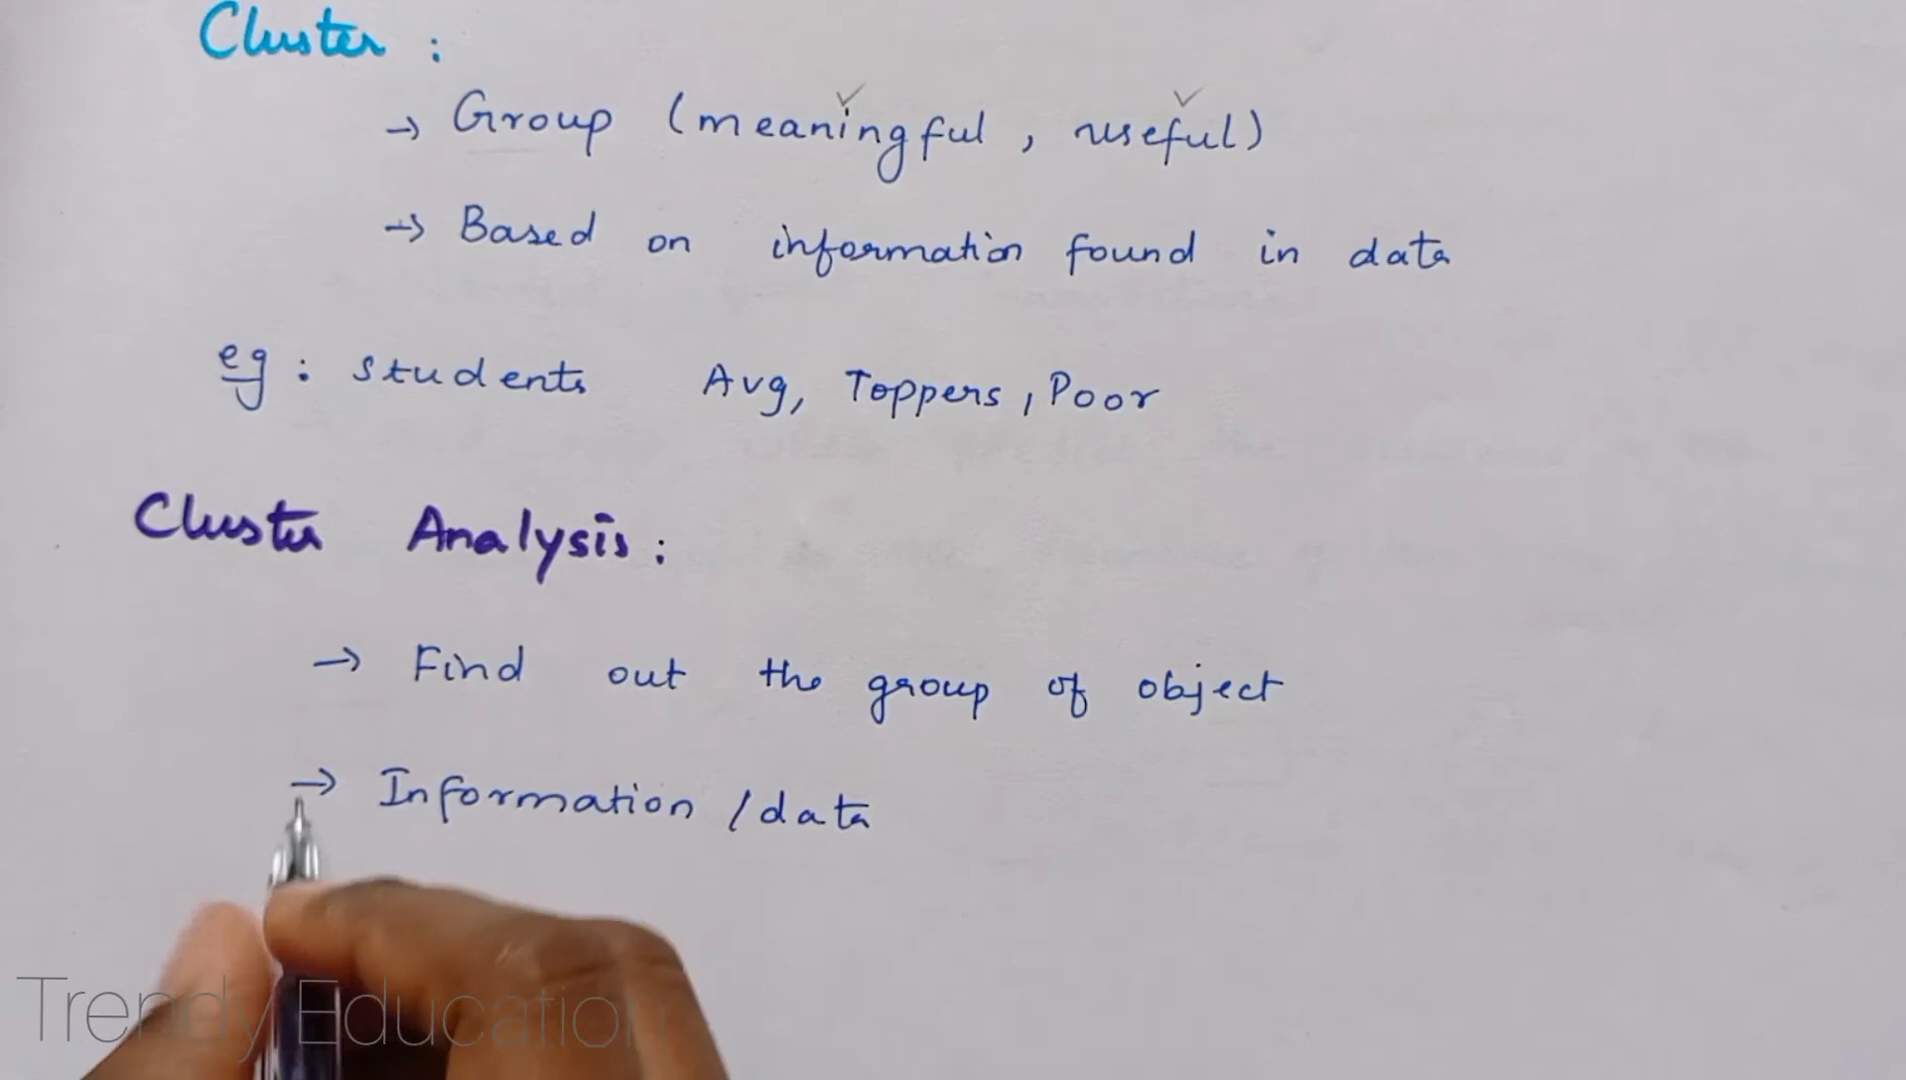 Cluster :
→ Group (meaningful, useful)
→ Based on information found in data
eg : students Avg, Toppers, Poor
Cluster Analysis :
→ Find out the group of object
→ Information /data
Trendy Education